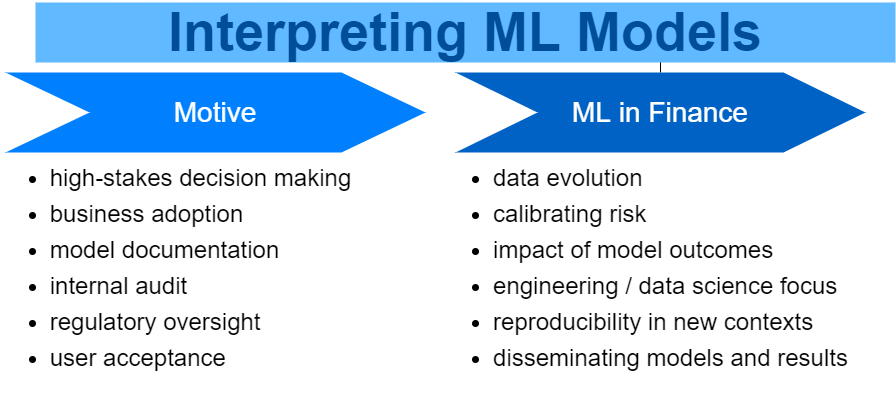 Interpreting ML Models
Motive
high-stakes decision making
business adoption
model documentation
internal audit
regulatory oversight
user acceptance
ML in Finance
data evolution
calibrating risk
impact of model outcomes
engineering / data science focus
reproducibility in new contexts
disseminating models and results